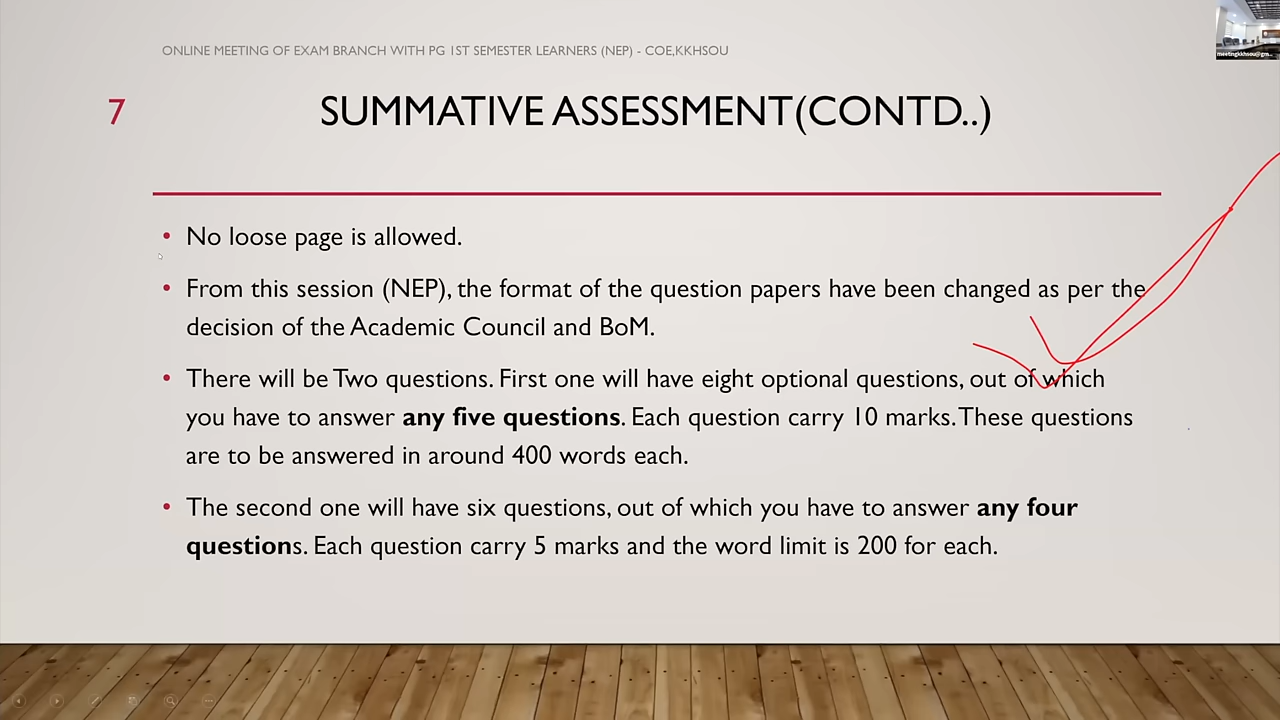 ONLINE MEETING OF EXAM BRANCH WITH PG 1ST SEMESTER LEARNERS (NEP) - COE,KKHSOU
meetingkkhsou@gm...
7
SUMMATIVE ASSESSMENT(CONTD..)
• No loose page is allowed.
• From this session (NEP), the format of the question papers have been changed as per the
decision of the Academic Council and BoM.
• There will be Two questions. First one will have eight optional questions, out of which
you have to answer any five questions. Each question carry 10 marks. These questions
are to be answered in around 400 words each.
• The second one will have six questions, out of which you have to answer any four
questions. Each question carry 5 marks and the word limit is 200 for each.